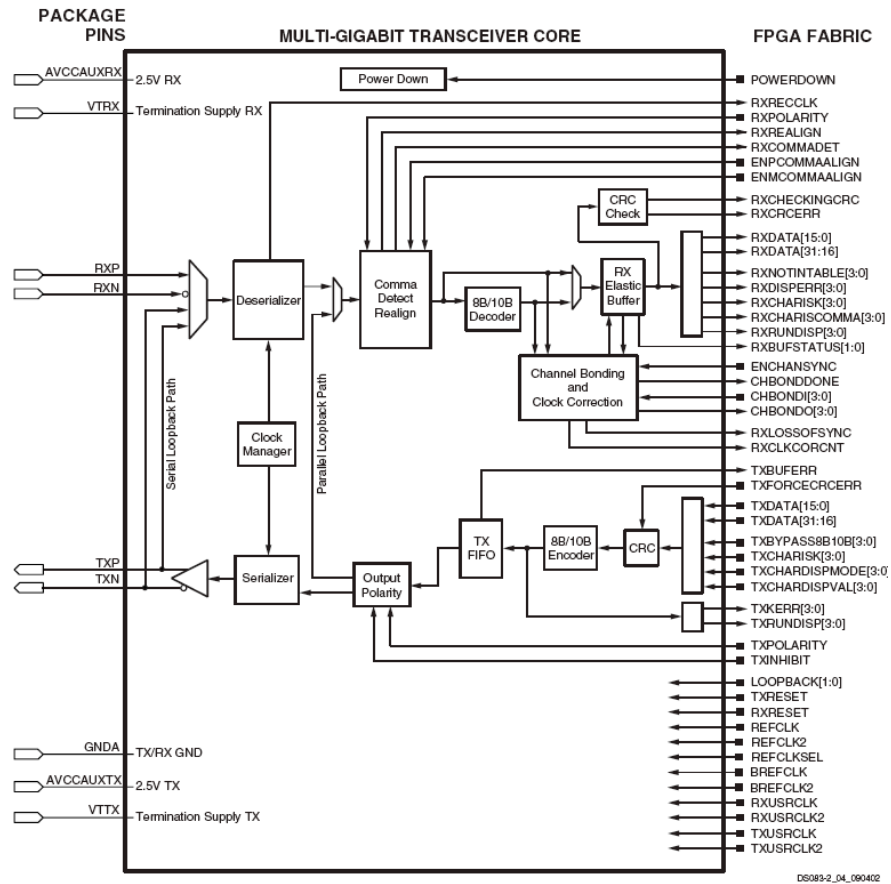 PACKAGE
PINS
MULTI-GIGABIT TRANSCEIVER CORE
FPGA FABRIC
AVCCAUXRX
2.5V RX
VTRX
Termination Supply RX
Power Down
POWERDOWN
RXRECCLK
RXPOLARITY
RXREALIGN
RXCOMMADET
ENPCOMMAALIGN
ENMCOMMAALIGN
CRC
Check
RXCHECKINGCRC
RXCRCERR
RXP
RXN
Deserializer
Comma
Detect
Realign
8B/10B
Decoder
RX
Elastic
Buffer
RXDATA[15:0]
RXDATA[31:16]
RXNOTINTABLE[3:0]
RXDISPERR[3:0]
RXCHARISK[3:0]
RXCHARISCOMMA[3:0]
RXRUNDISP[3:0]
RXBUFSTATUS[1:0]
Channel Bonding
and
Clock Correction
ENCHANSYNC
CHBONDDONE
CHBONDI[3:0]
CHBONDO[3:0]
RXLOSSOFSYNC
RXCLKCORCNT
Serial Loopback Path
Clock
Manager
Parallel Loopback Path
TXBUFERR
TXFORCECRCERR
TXDATA[15:0]
TXDATA[31:16]
TXBYPASS8B10B[3:0]
TXCHARISK[3:0]
TXCHARDISPMODE[3:0]
TXCHARDISPVAL[3:0]
TX
FIFO
8B/10B
Encoder
CRC
TXP
TXN
Serializer
Output
Polarity
TXKERR[3:0]
TXRUNDISP[3:0]
TXPOLARITY
TXINHIBIT
LOOPBACK[1:0]
TXRESET
RXRESET
REFCLK
REFCLK2
REFCLKSEL
BREFCLK
BREFCLK2
RXUSRCLK
RXUSRCLK2
TXUSRCLK
TXUSRCLK2
GNDA
TX/RX GND
AVCCAUXTX
2.5V TX
VTTX
Termination Supply TX
DS083-2_04_090402